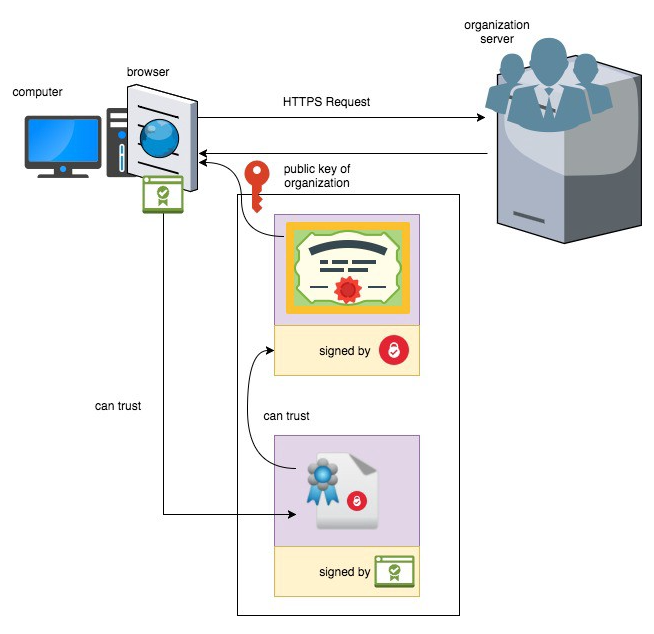 organization
server
browser
computer
HTTPS Request
public key of
organization
signed by
can trust
can trust
signed by